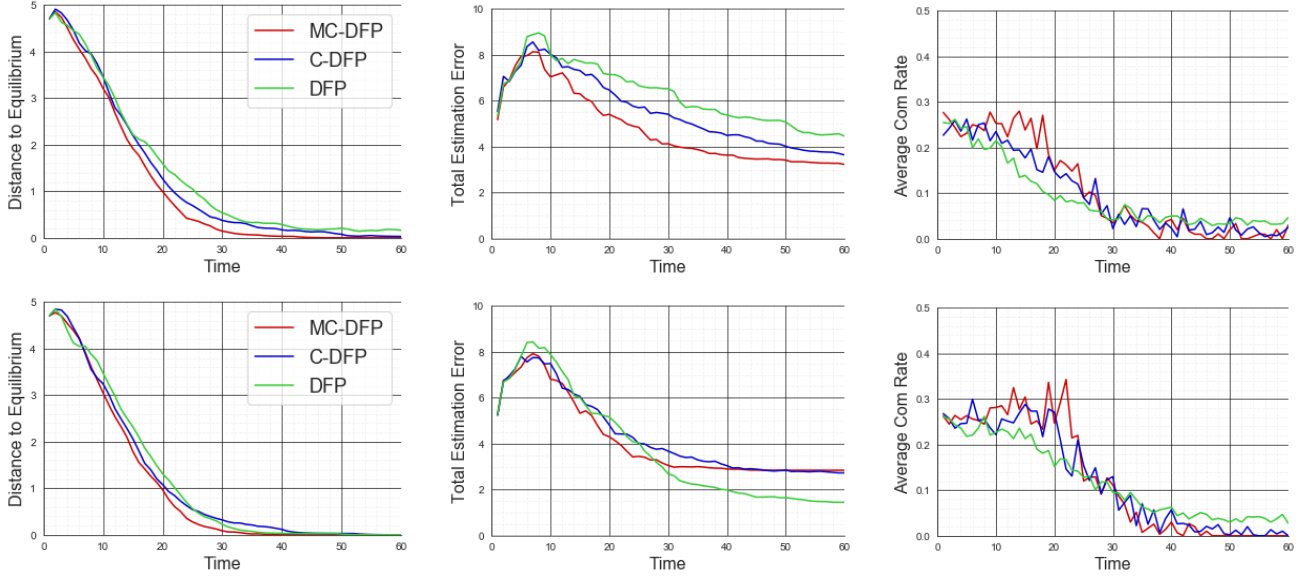 Distance to Equilibrium
5
4
3
2
1
0
0 10 20 30 40 50 60
Time
MC-DFP
C-DFP
DFP
Total Estimation Error
10
8
6
4
2
0
0 10 20 30 40 50 60
Time
Average Com Rate
0.5
0.4
0.3
0.2
0.1
0.0
0 10 20 30 40 50 60
Time
Distance to Equilibrium
5
4
3
2
1
0
0 10 20 30 40 50 60
Time
MC-DFP
C-DFP
DFP
Total Estimation Error
10
8
6
4
2
0
0 10 20 30 40 50 60
Time
Average Com Rate
0.5
0.4
0.3
0.2
0.1
0.0
0 10 20 30 40 50 60
Time